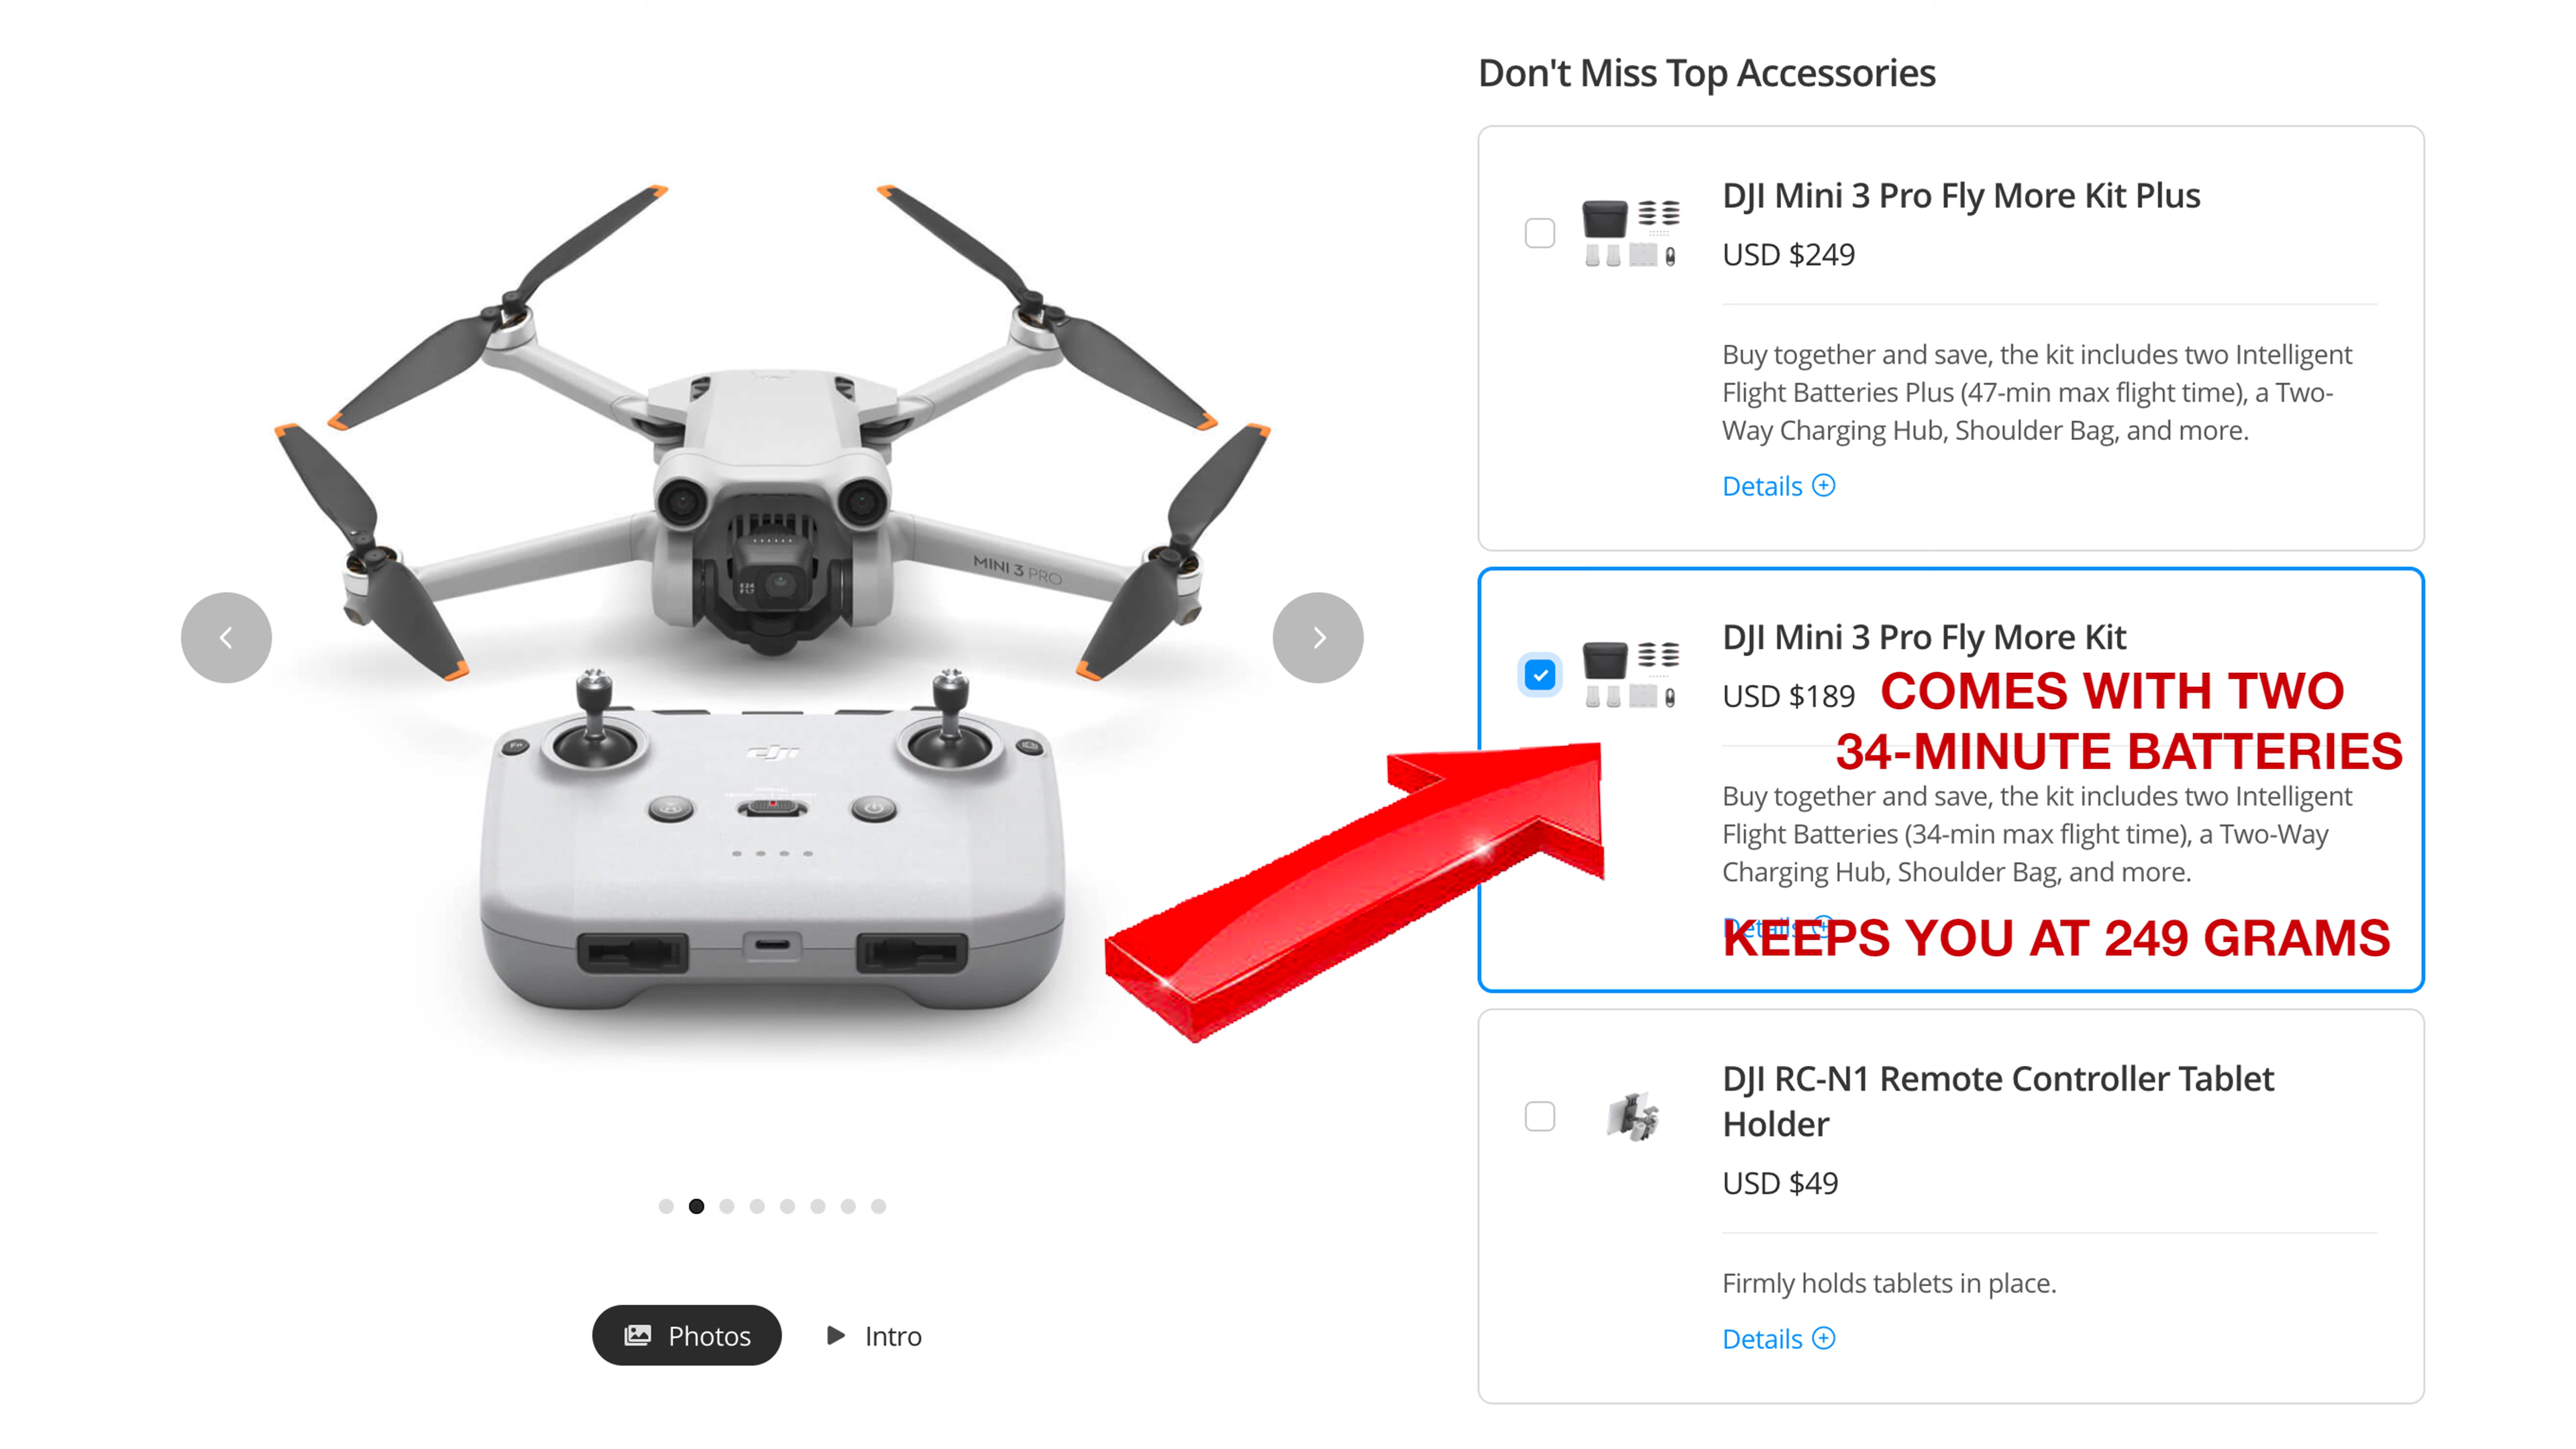 Don't Miss Top Accessories
DJI Mini 3 Pro Fly More Kit Plus
USD $249
Buy together and save, the kit includes two Intelligent
Flight Batteries Plus (47-min max flight time), a Two-
Way Charging Hub, Shoulder Bag, and more.
Details
MINI 3 PRO
DJI Mini 3 Pro Fly More Kit
USD $189
COMES WITH TWO
34-MINUTE BATTERIES
Buy together and save, the kit includes two Intelligent
Flight Batteries (34-min max flight time), a Two-Way
Charging Hub, Shoulder Bag, and more.
Details
KEEPS YOU AT 249 GRAMS
dji
Fn
DJI RC-N1 Remote Controller Tablet
Holder
USD $49
Firmly holds tablets in place.
Details
Photos
Intro